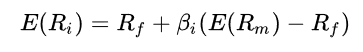 E(R_i) = R_f + β_i(E(R_m) − R_f)